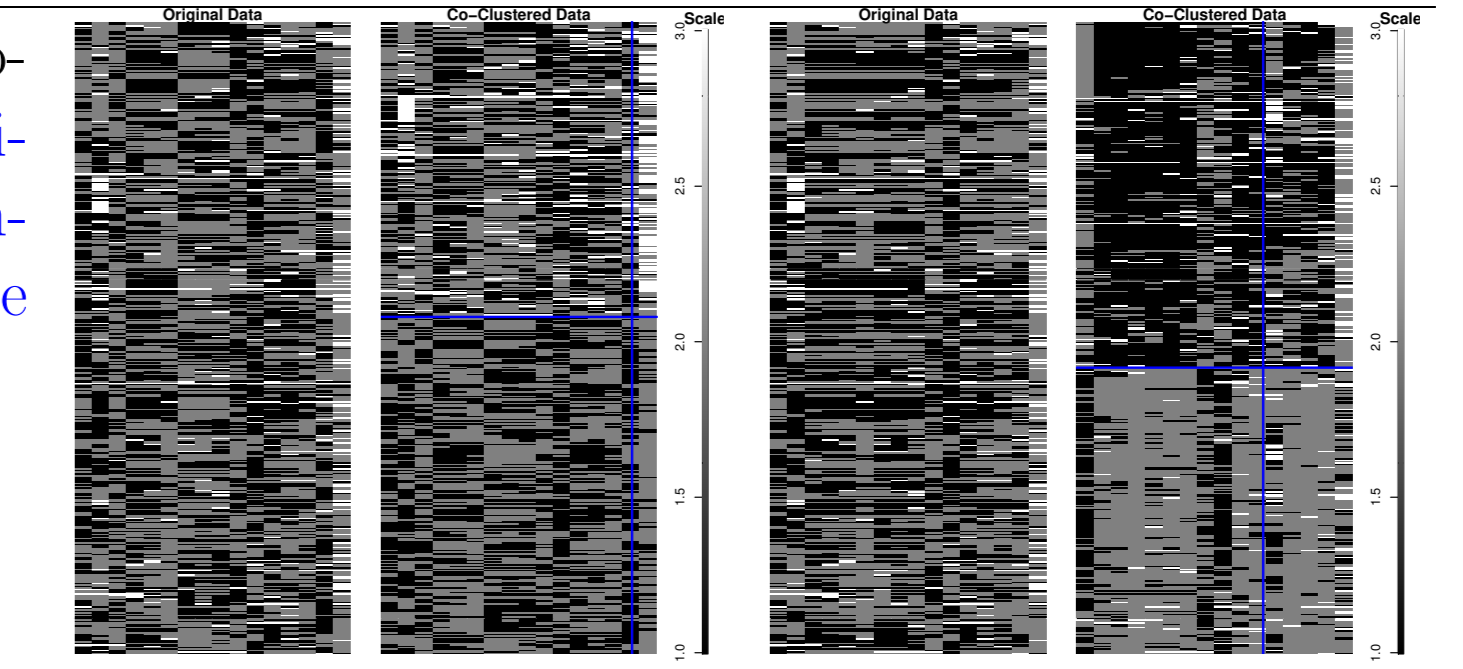 o-
i-
n-
e
Original Data
Co-Clustered Data
Scale
3.0
2.5
2.0
1.5
1.0
Original Data
Co-Clustered Data
Scale
3.0
2.5
2.0
1.5
1.0